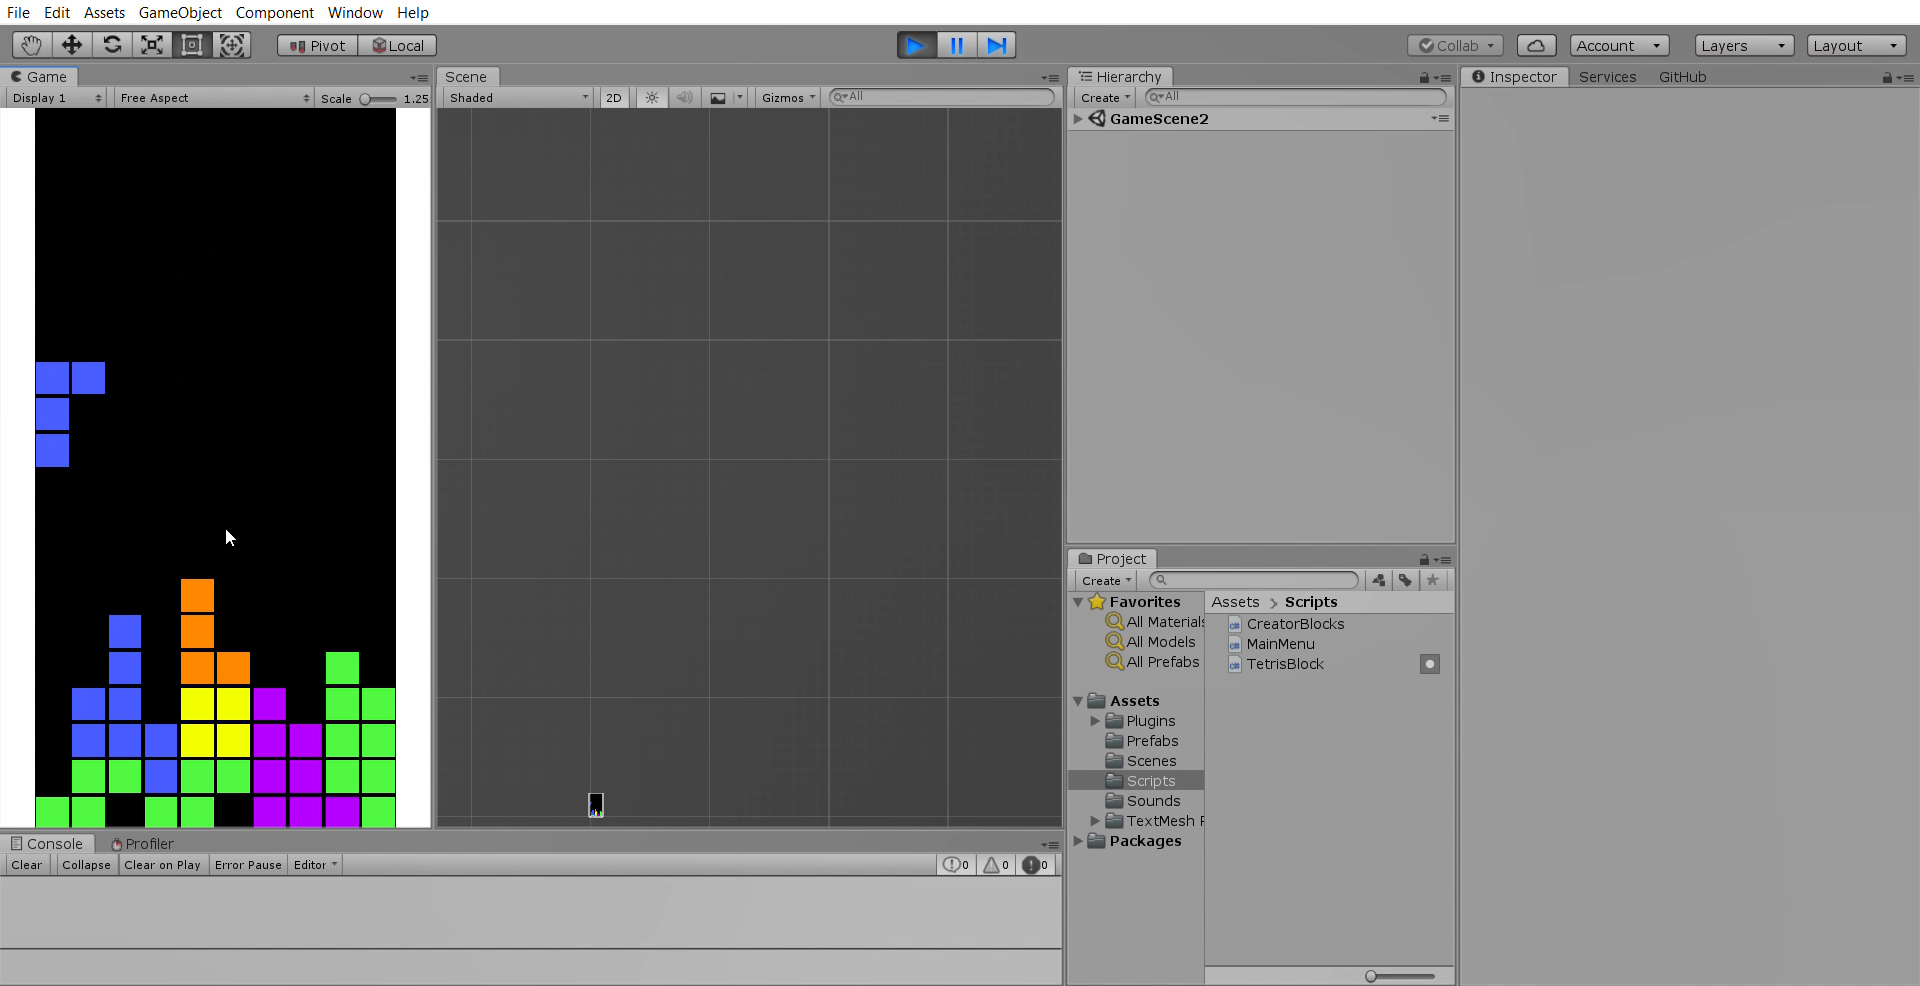 File Edit Assets GameObject Component Window Help
Pivot Local Collab Account Layers Layout
Game Scene Hierarchy Inspector Services GitHub
Display 1 Free Aspect Scale 1.25 Shaded 2D Gizmos All Create All
GameScene2
Project
Create
Favorites Assets Scripts
All Materials CreatorBlocks
All Models MainMenu
All Prefabs TetrisBlock
Assets
Plugins
Prefabs
Scenes
Scripts
Sounds
TextMesh
Packages
Console Profiler
Clear Collapse Clear on Play Error Pause Editor 0 0 0